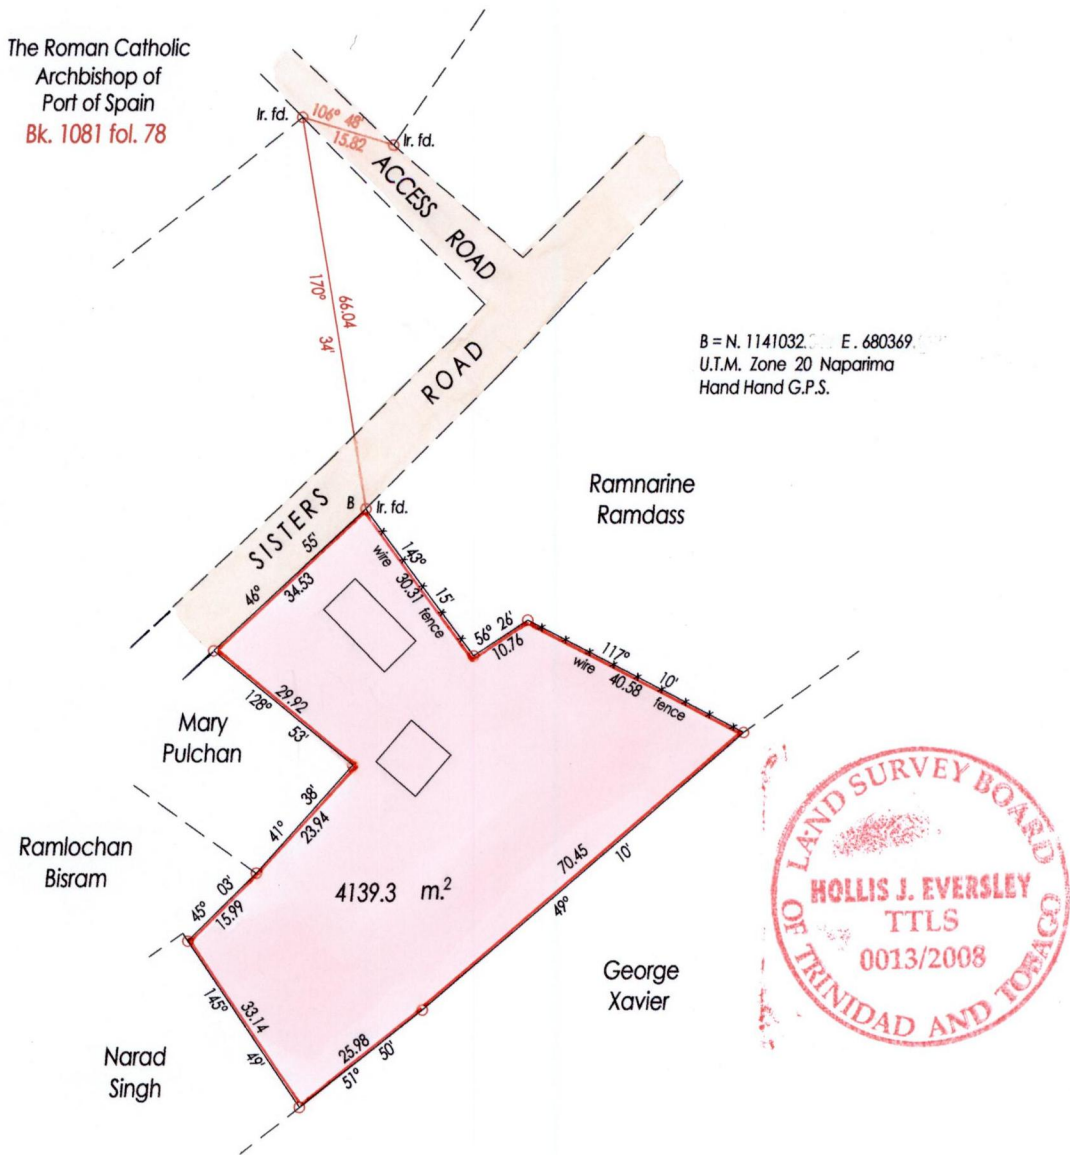 The Roman Catholic
Archbishop of
Port of Spain
Bk. 1081 fol. 78
Ir. fd.
106° 48'
15.82
Ir. fd.
ACCESS ROAD
66.04
170° 34'
ROAD
B = N. 1141032. E. 680369.
U.T.M. Zone 20 Naparima
Hand Hand G.P.S.
Ramnarine
Ramdass
B Ir. fd.
SISTERS
46° 55'
34.53
143° 15'
wire 30.31 fence
56° 26'
10.76
117° 10'
wire 40.58 fence
29.92
128° 53'
Mary
Pulchan
41° 38'
23.94
Ramlochan
Bisram
45° 03'
15.99
4139.3 m.²
70.45
49° 10'
George
Xavier
33.14
145° 49'
25.98
51° 50'
Narad
Singh
LAND SURVEY BOARD
HOLLIS J. EVERSLEY
TTLS
0013/2008
OF TRINIDAD AND TOBAGO